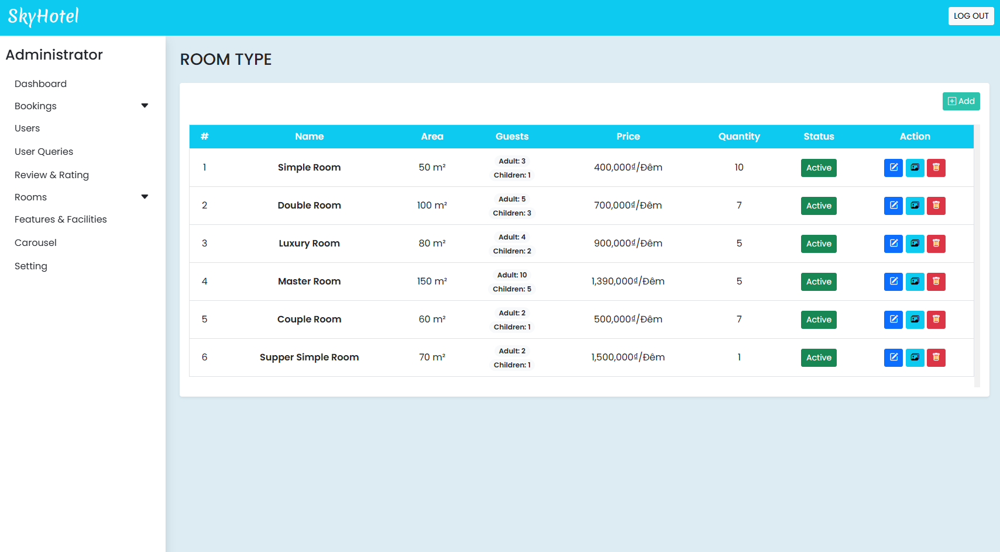 SkyHotel
LOG OUT
Administrator
Dashboard
Bookings
Users
User Queries
Review & Rating
Rooms
Features & Facilities
Carousel
Setting
ROOM TYPE
Add
# Name Area Guests Price Quantity Status Action
1 Simple Room 50 m² Adult: 3 Children: 1 400,000₫/Đêm 10 Active
2 Double Room 100 m² Adult: 5 Children: 3 700,000₫/Đêm 7 Active
3 Luxury Room 80 m² Adult: 4 Children: 2 900,000₫/Đêm 5 Active
4 Master Room 150 m² Adult: 10 Children: 5 1,390,000₫/Đêm 5 Active
5 Couple Room 60 m² Adult: 2 Children: 1 500,000₫/Đêm 7 Active
6 Supper Simple Room 70 m² Adult: 2 Children: 1 1,500,000₫/Đêm 1 Active